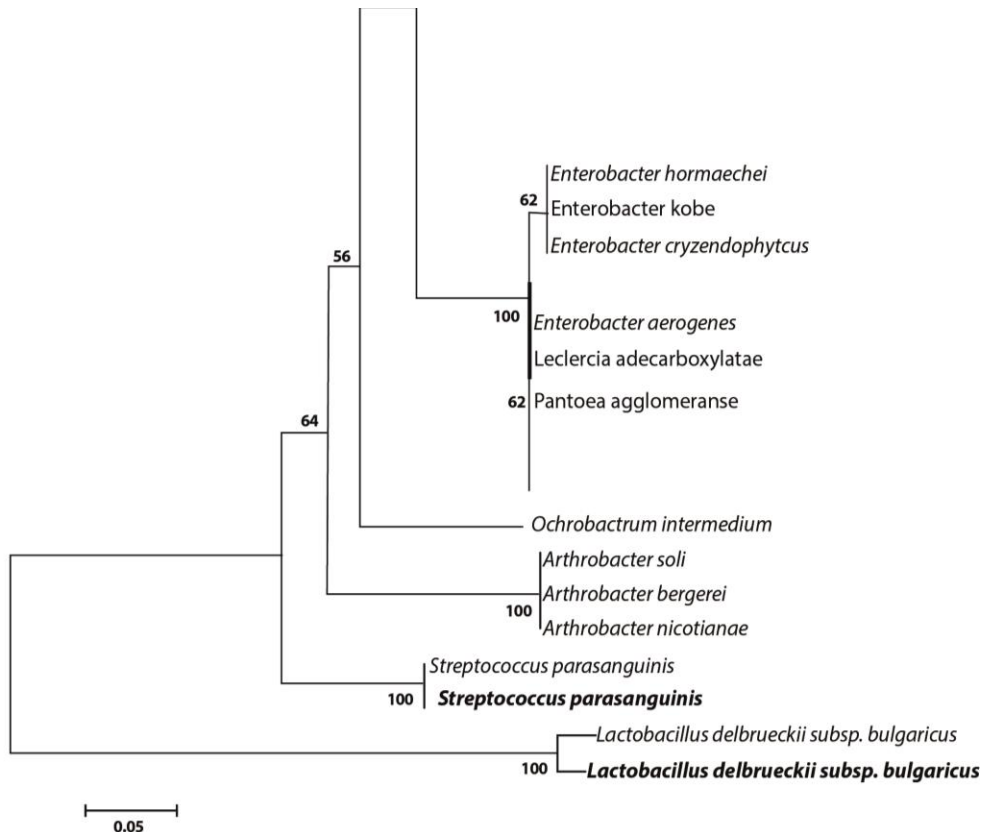 Enterobacter hormaechei
62
Enterobacter kobe
Enterobacter cryzendophytcus
56
100
Enterobacter aerogenes
Leclercia adecarboxylatae
62 Pantoea agglomeranse
64
Ochrobactrum intermedium
Arthrobacter soli
Arthrobacter bergerei
100
Arthrobacter nicotianae
Streptococcus parasanguinis
100 Streptococcus parasanguinis
Lactobacillus delbrueckii subsp. bulgaricus
100 Lactobacillus delbrueckii subsp. bulgaricus
0.05